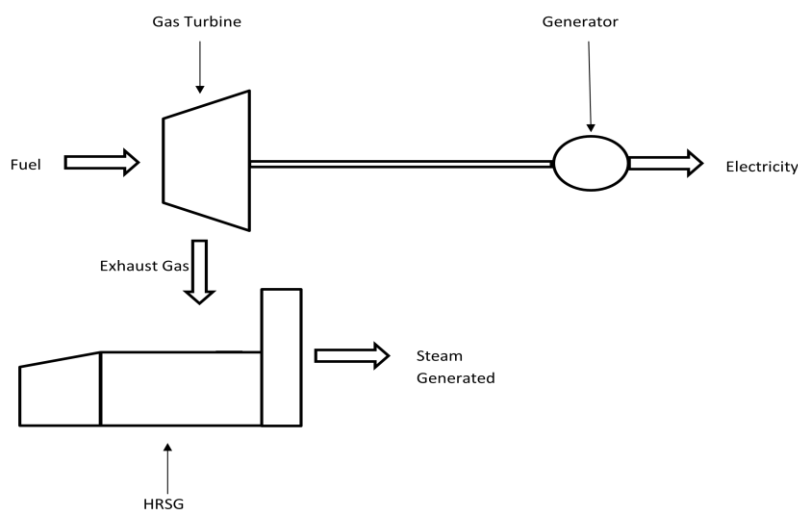 Gas Turbine
Generator
Fuel
Electricity
Exhaust Gas
Steam
Generated
HRSG